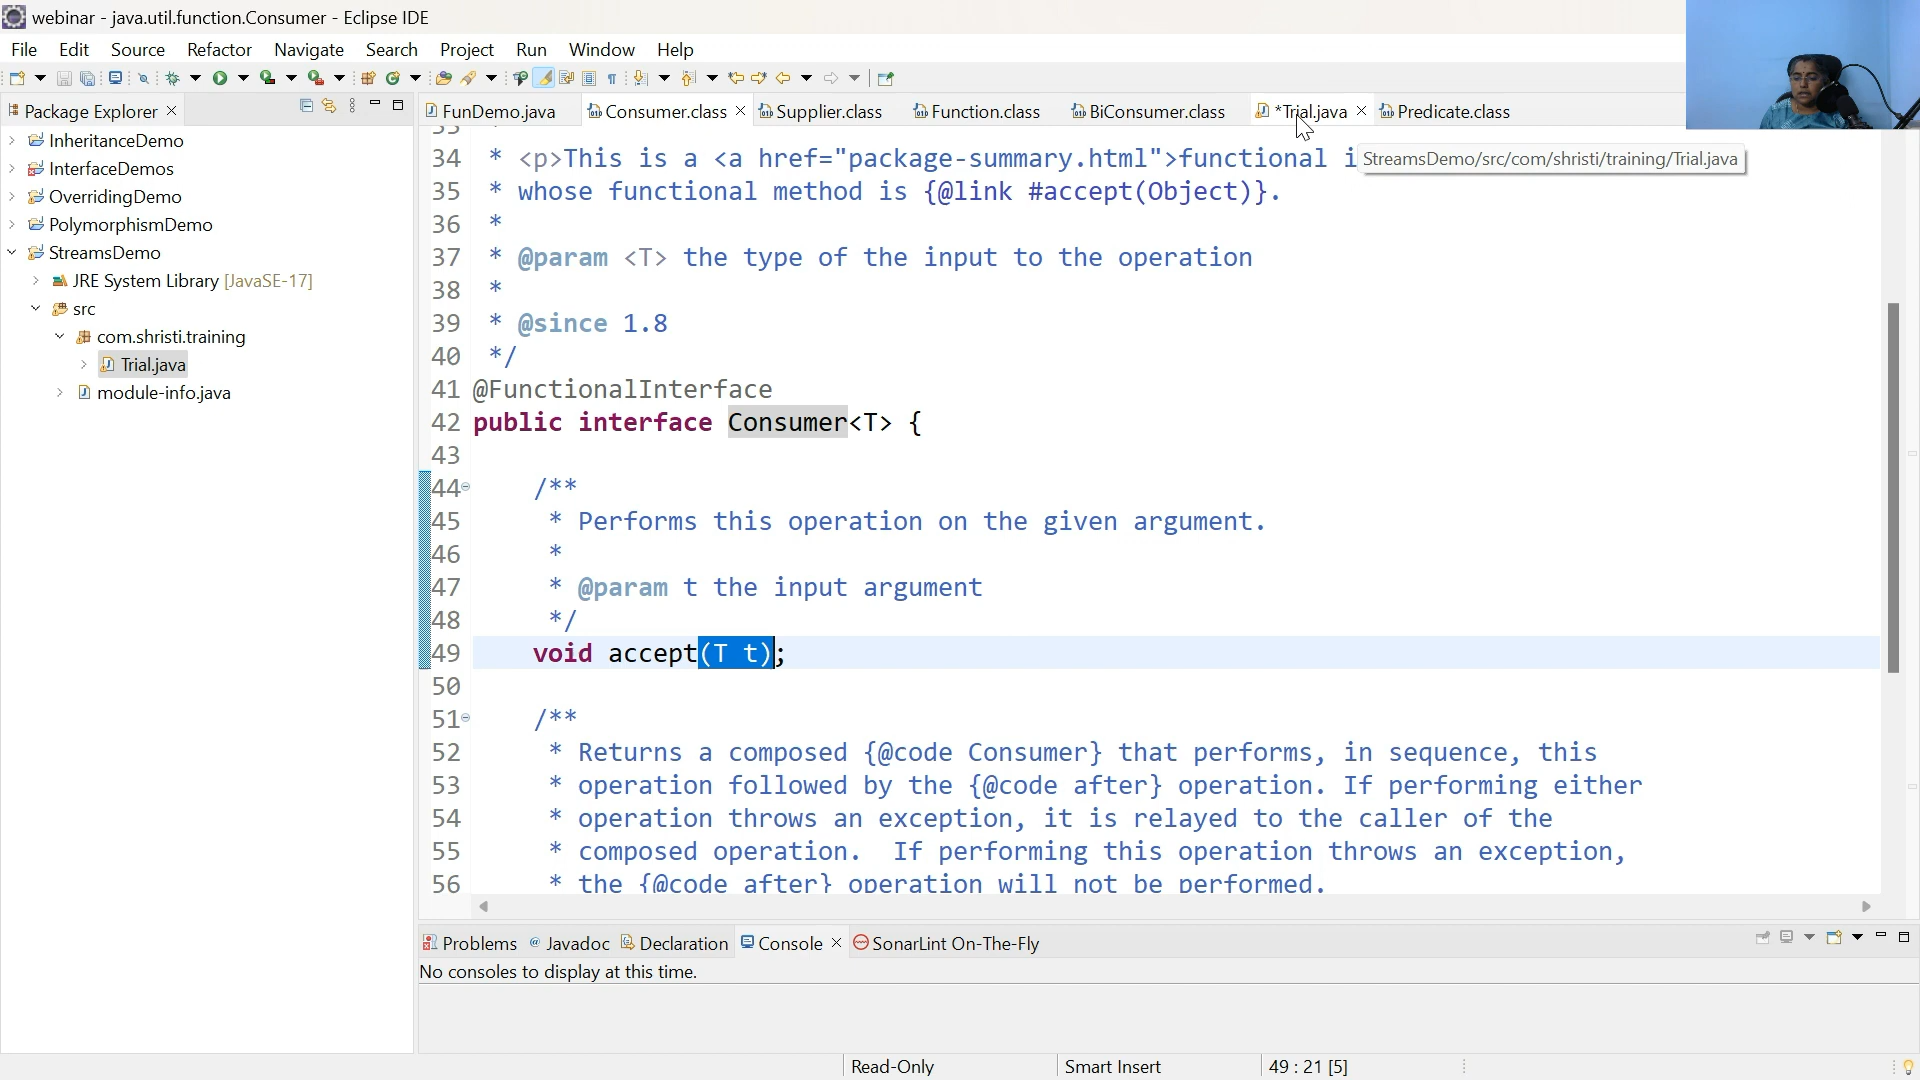 webinar - java.util.function.Consumer - Eclipse IDE
File Edit Source Refactor Navigate Search Project Run Window Help
Package Explorer
FunDemo.java Consumer.class Supplier.class Function.class BiConsumer.class *Trial.java Predicate.class
StreamsDemo/src/com/shristi/training/Trial.java
InheritanceDemo
InterfaceDemos
OverridingDemo
PolymorphismDemo
StreamsDemo
JRE System Library [JavaSE-17]
src
com.shristi.training
Trial.java
module-info.java
34 * <p>This is a <a href="package-summary.html">functional i
35 * whose functional method is {@link #accept(Object)}.
36 *
37 * @param <T> the type of the input to the operation
38 *
39 * @since 1.8
40 */
41 @FunctionalInterface
42 public interface Consumer<T> {
43
44 /**
45 * Performs this operation on the given argument.
46 *
47 * @param t the input argument
48 */
49 void accept(T t);
50
51 /**
52 * Returns a composed {@code Consumer} that performs, in sequence, this
53 * operation followed by the {@code after} operation. If performing either
54 * operation throws an exception, it is relayed to the caller of the
55 * composed operation.  If performing this operation throws an exception,
56 * the {@code after} operation will not be performed.
Problems Javadoc Declaration Console SonarLint On-The-Fly
No consoles to display at this time.
Read-Only Smart Insert 49 : 21 [5]